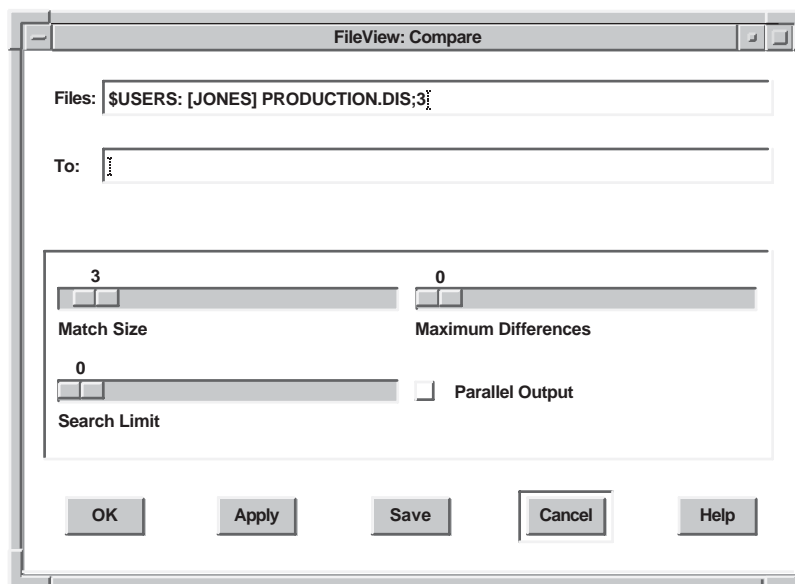 FileView: Compare
Files: $USERS: [JONES] PRODUCTION.DIS;3
To:
3 0
Match Size Maximum Differences
0
Parallel Output
Search Limit
OK Apply Save Cancel Help